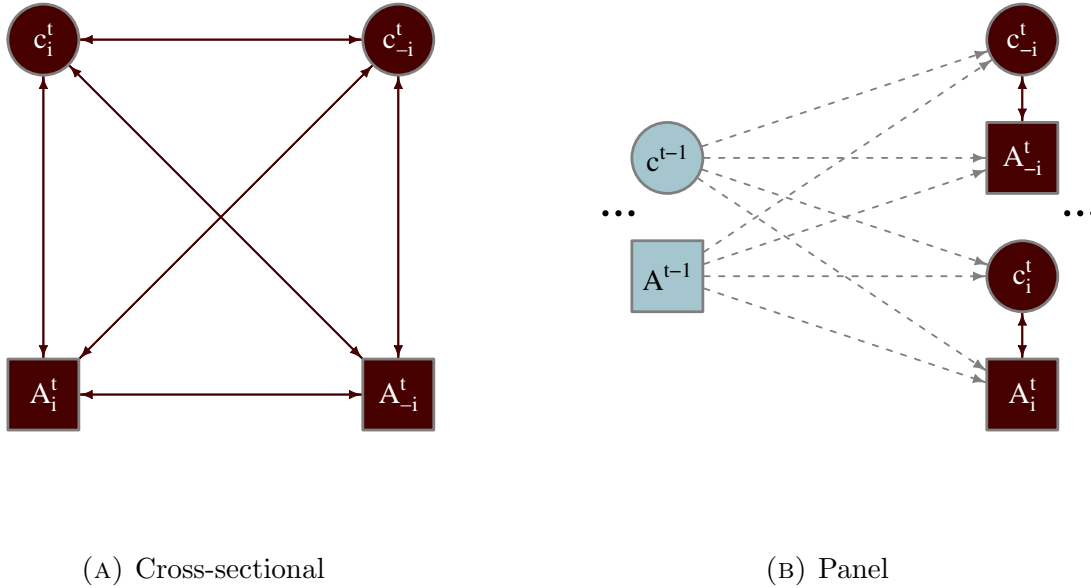 c_i^t
c_{-i}^t
A_i^t
A_{-i}^t
(A) Cross-sectional
c^{t-1}
A^{t-1}
...
c_{-i}^t
A_{-i}^t
...
c_i^t
A_i^t
(B) Panel